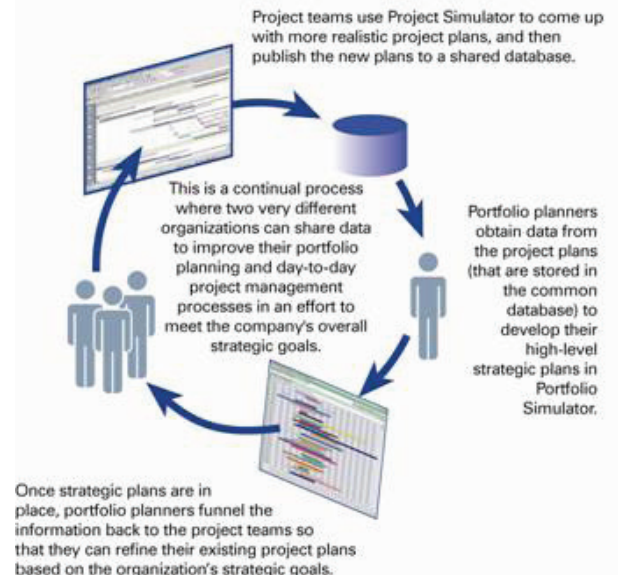 Project teams use Project Simulator to come up
with more realistic project plans, and then
publish the new plans to a shared database.
This is a continual process
where two very different
organizations can share data
to improve their portfolio
planning and day-to-day
project management
processes in an effort to
meet the company's overall
strategic goals.
Portfolio planners
obtain data from
the project plans
(that are stored in
the common
database) to
develop their
high-level
strategic plans in
Portfolio
Simulator.
Once strategic plans are in
place, portfolio planners funnel the
information back to the project teams so
that they can refine their existing project plans
based on the organization's strategic goals.